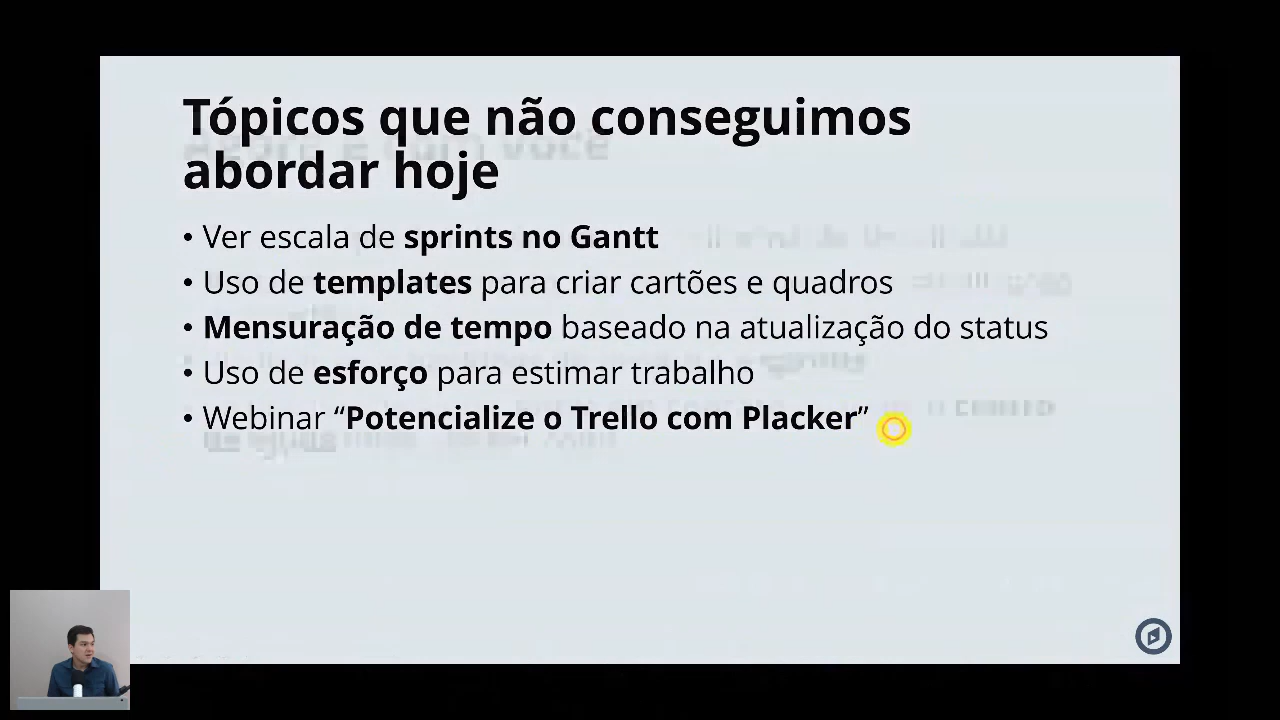 Tópicos que não conseguimos
abordar hoje
• Ver escala de sprints no Gantt
• Uso de templates para criar cartões e quadros
• Mensuração de tempo baseado na atualização do status
• Uso de esforço para estimar trabalho
• Webinar “Potencialize o Trello com Placker”